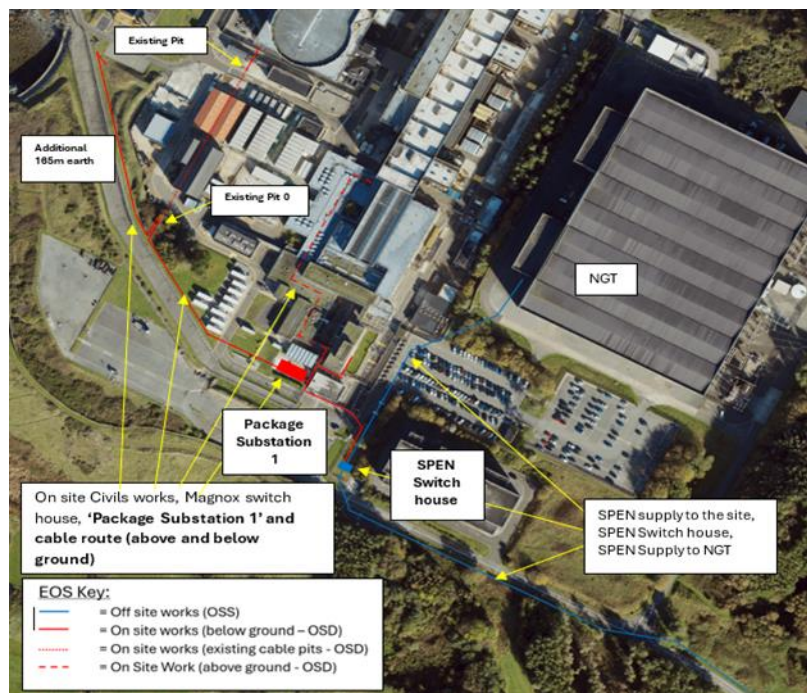 Existing Pit
Additional
165m earth
Existing Pit 0
NGT
Package
Substation
1
SPEN
Switch
house
On site Civils works, Magnox switch
house, ‘Package Substation 1’ and
cable route (above and below
ground)
SPEN supply to the site,
SPEN Switch house,
SPEN Supply to NGT
EOS Key:
= Off site works (OSS)
= On site works (below ground – OSD)
= On site works (existing cable pits - OSD)
= On Site Work (above ground - OSD)